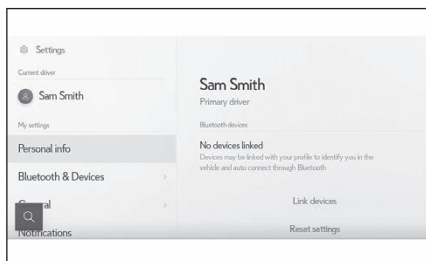 Settings
Current driver
Sam Smith
My settings
Personal info
Bluetooth & Devices
General
Notifications
Sam Smith
Primary driver
Bluetooth devices
No devices linked
Devices may be linked with your profile to identify you in the
vehicle and auto connect through Bluetooth
Link devices
Reset settings